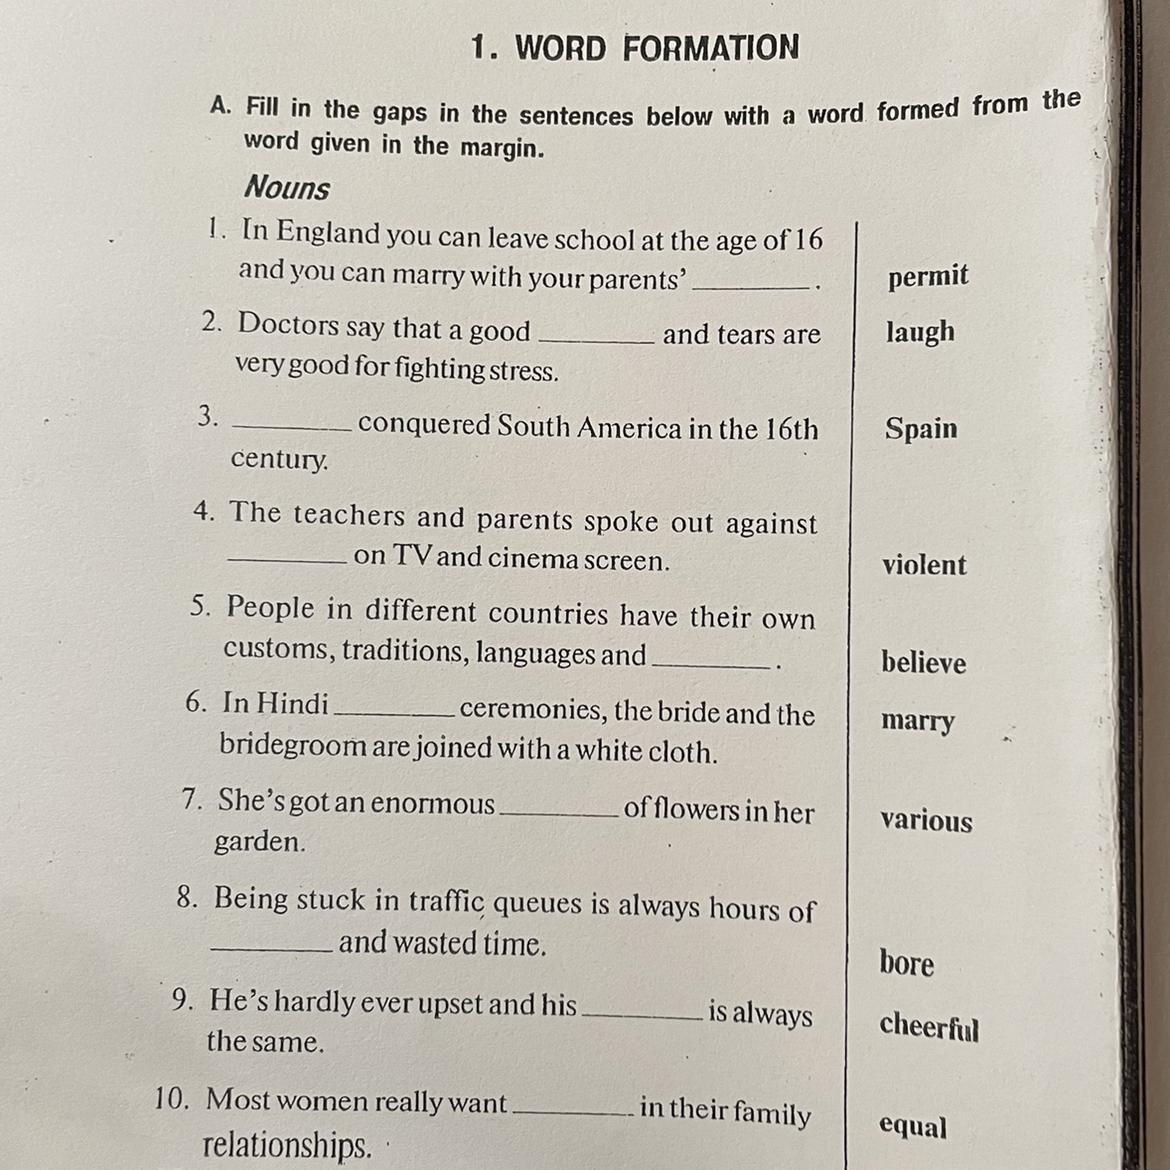 1. WORD FORMATION
A. Fill in the gaps in the sentences below with a word formed from the
word given in the margin.
Nouns
1. In England you can leave school at the age of 16
and you can marry with your parents' ________. permit
2. Doctors say that a good ________ and tears are laugh
very good for fighting stress.
3. ________ conquered South America in the 16th Spain
century.
4. The teachers and parents spoke out against
________ on TV and cinema screen. violent
5. People in different countries have their own
customs, traditions, languages and ________. believe
6. In Hindi ________ ceremonies, the bride and the marry
bridegroom are joined with a white cloth.
7. She's got an enormous ________ of flowers in her various
garden.
8. Being stuck in traffic queues is always hours of
________ and wasted time. bore
9. He's hardly ever upset and his ________ is always cheerful
the same.
10. Most women really want ________ in their family equal
relationships.